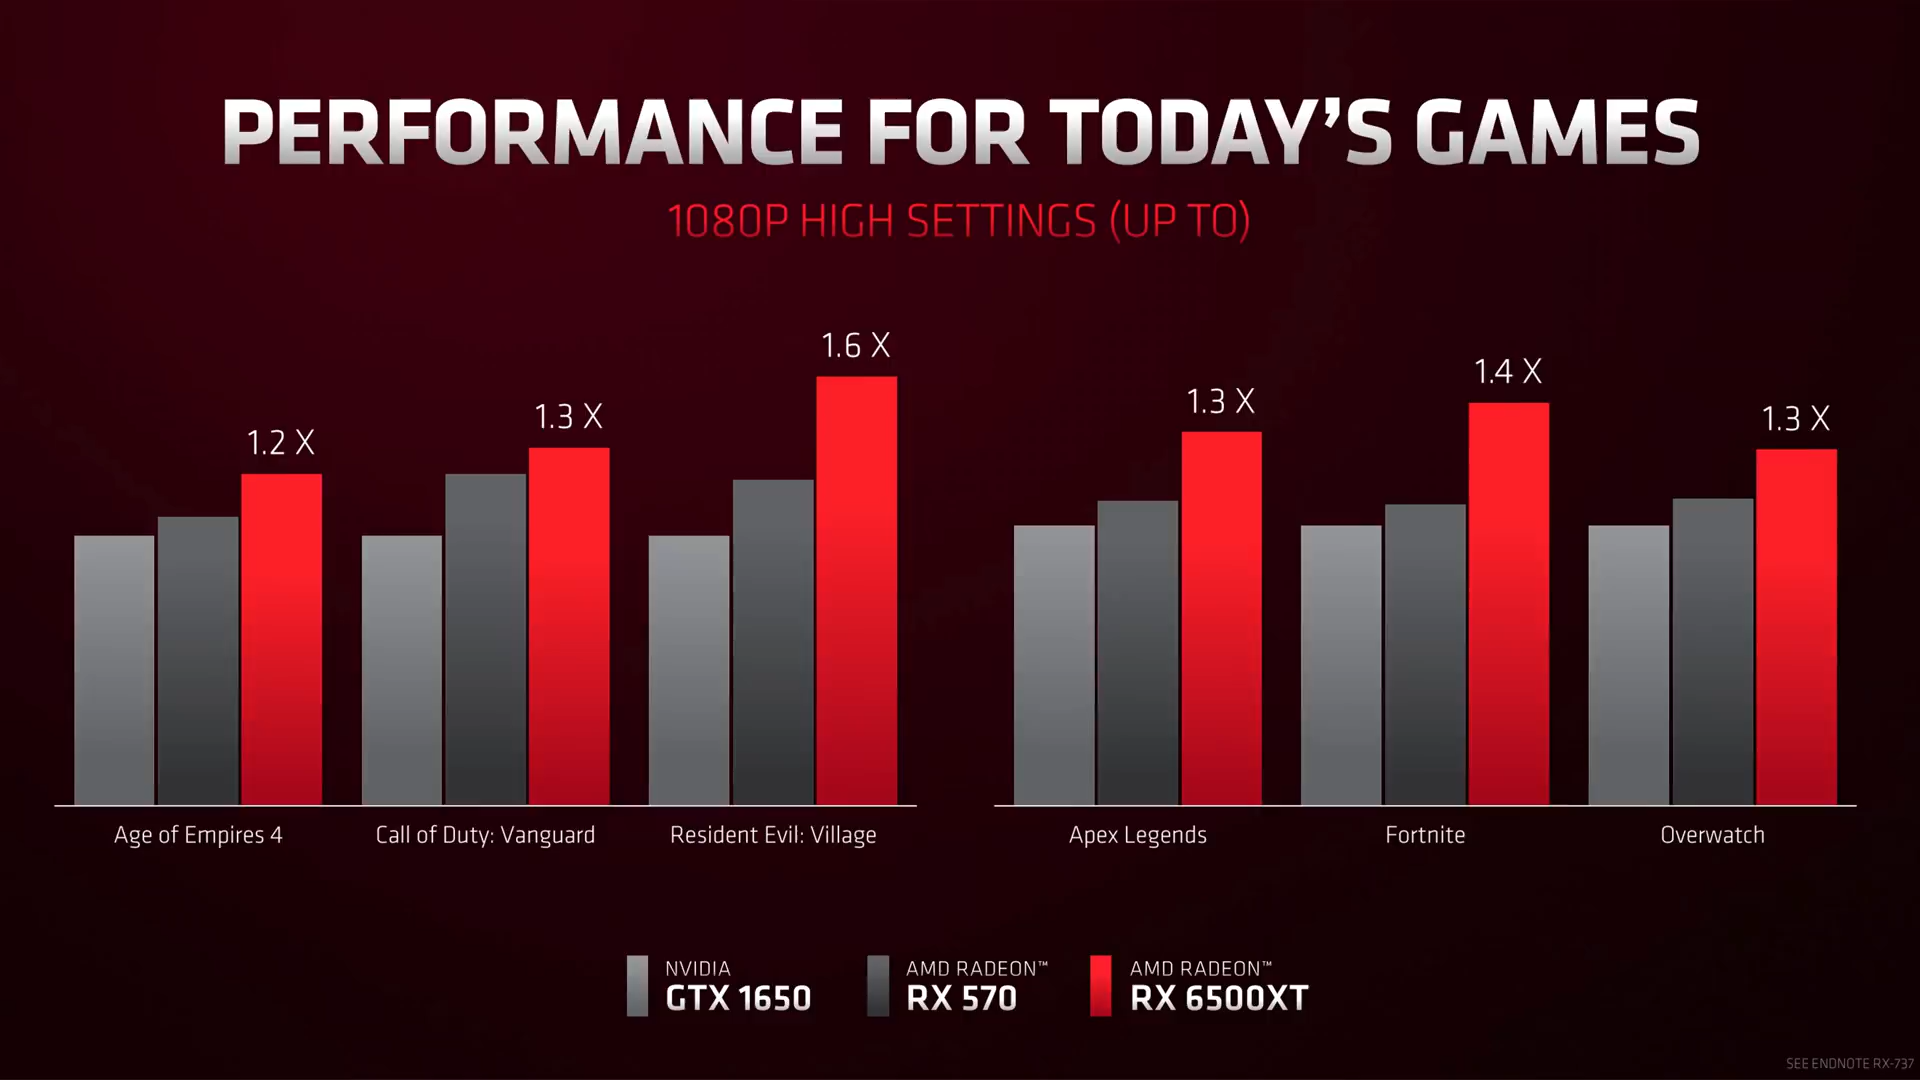 PERFORMANCE FOR TODAY’S GAMES
1080P HIGH SETTINGS (UP TO)
1.2 X
1.3 X
1.6 X
1.3 X
1.4 X
1.3 X
Age of Empires 4
Call of Duty: Vanguard
Resident Evil: Village
Apex Legends
Fortnite
Overwatch
NVIDIA
GTX 1650
AMD RADEON™
RX 570
AMD RADEON™
RX 6500XT
SEE ENDNOTE RX-737